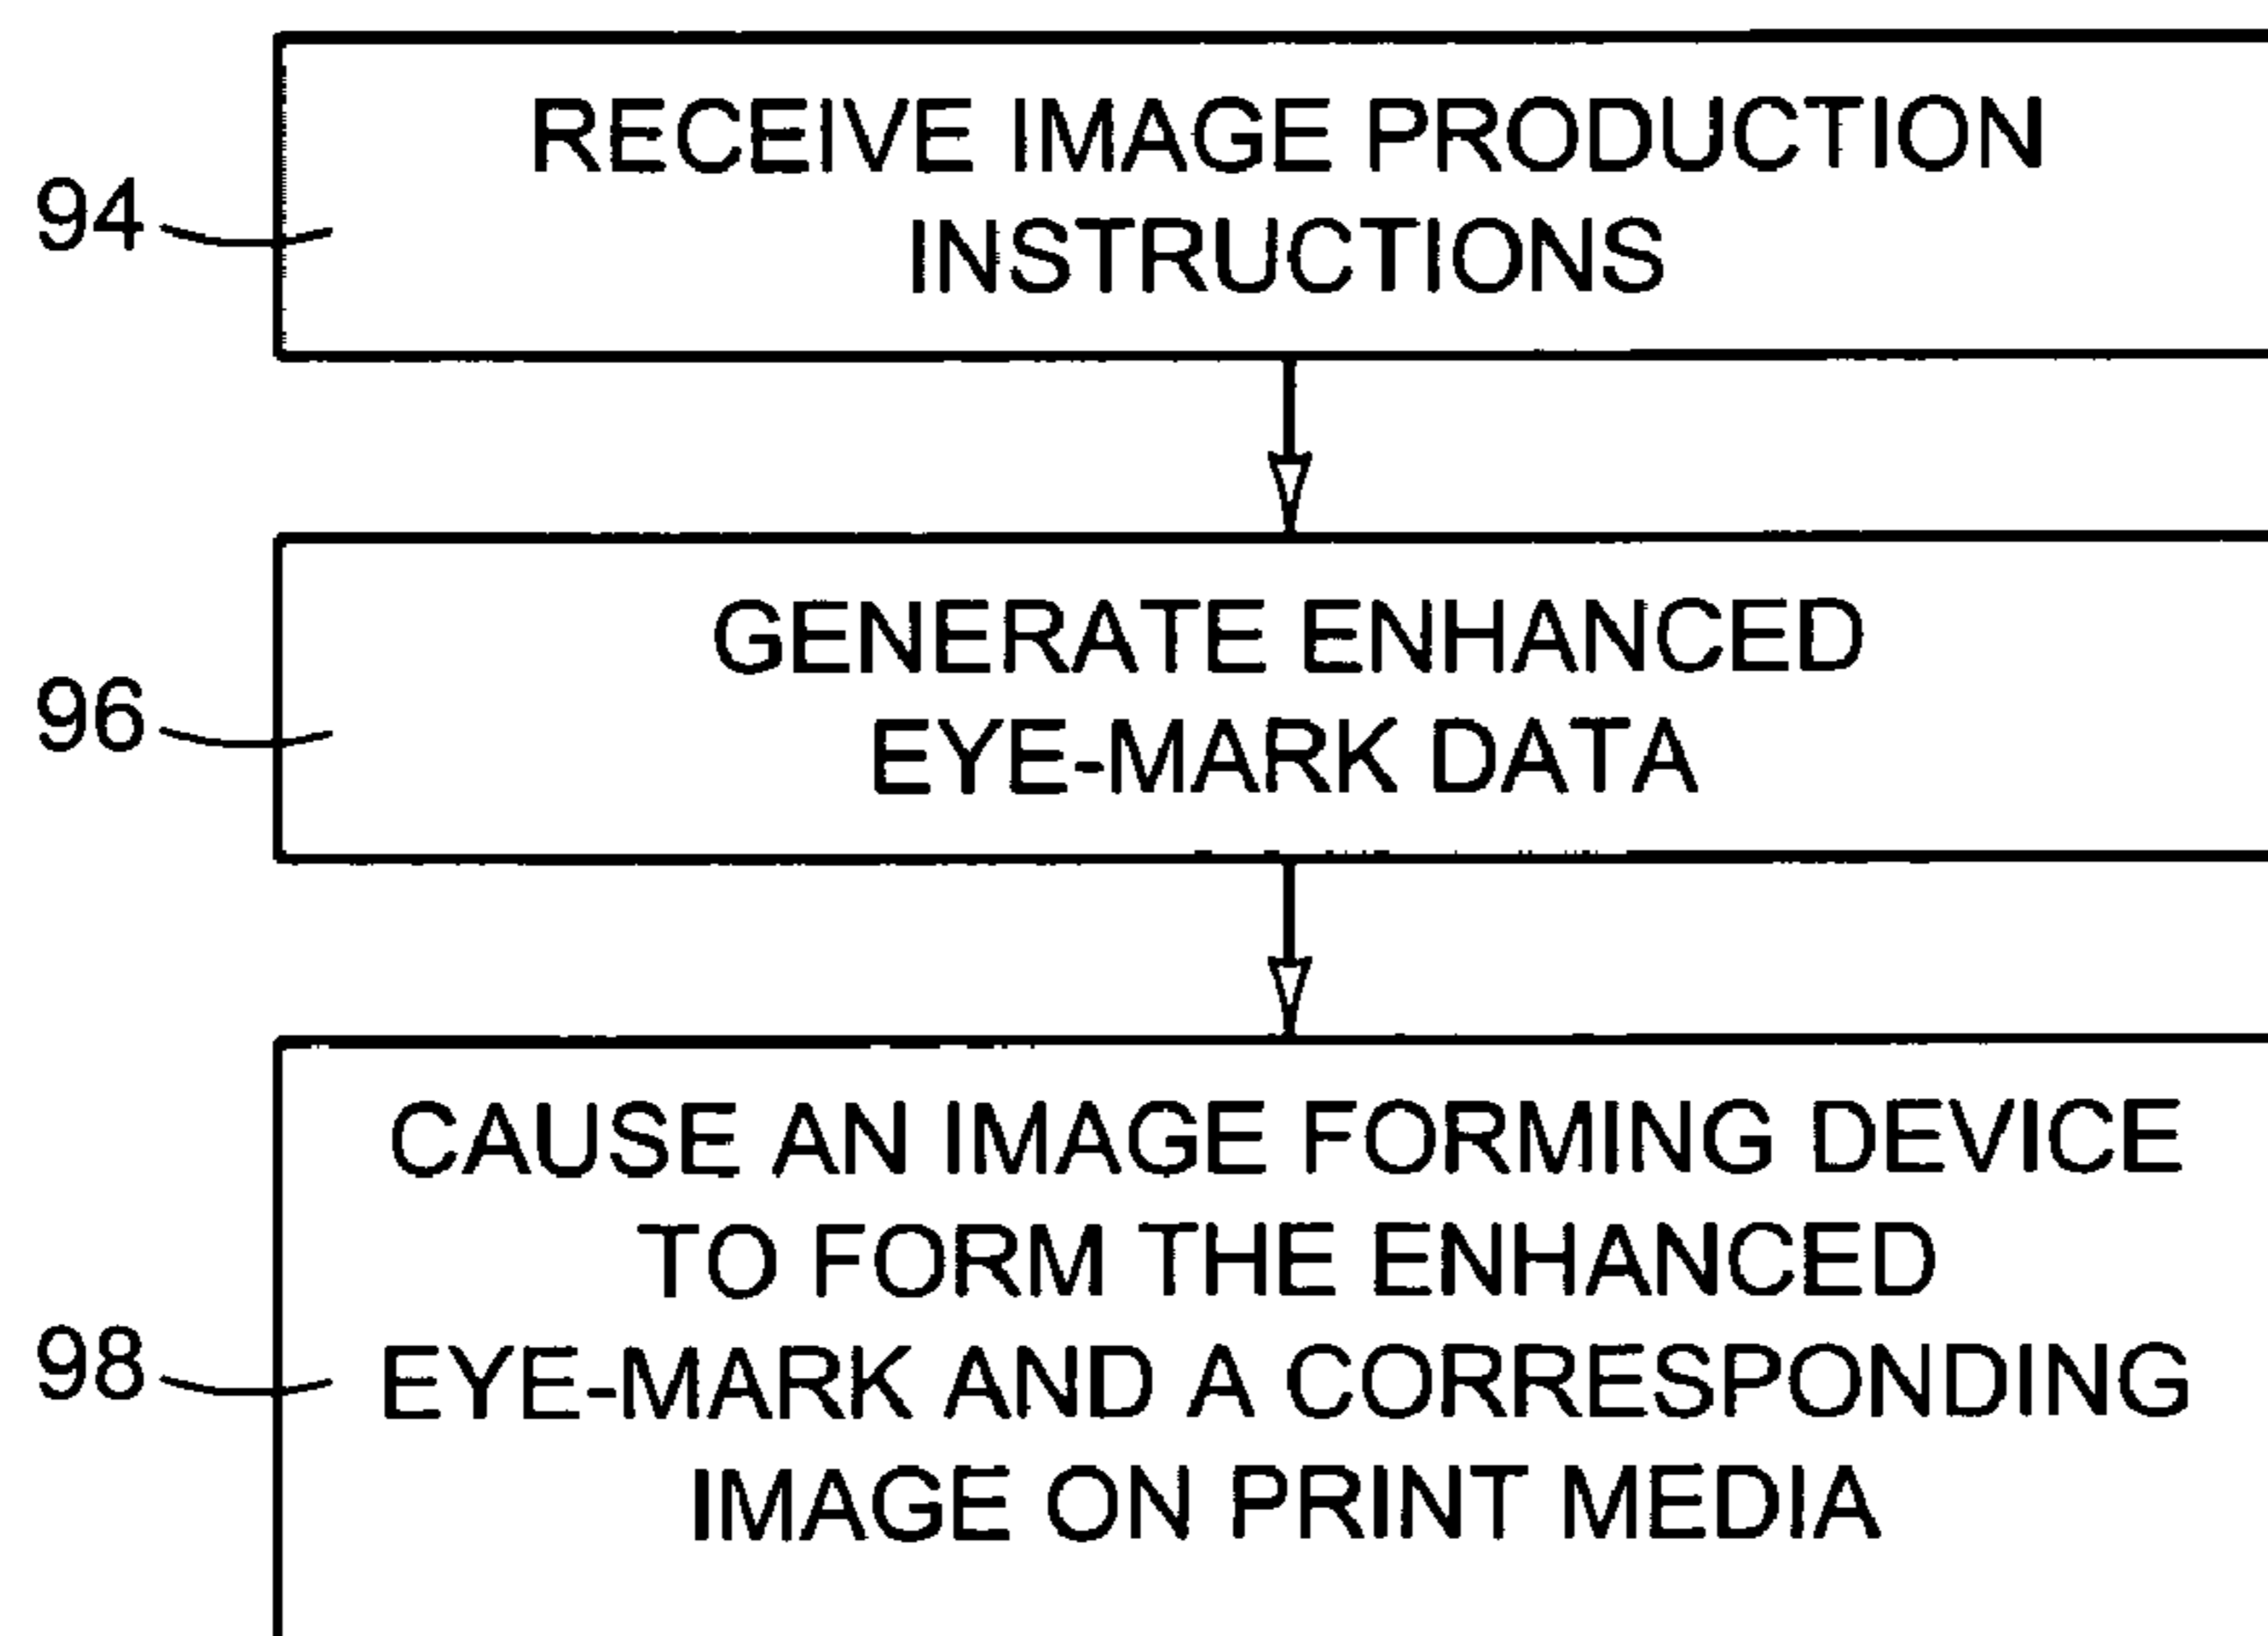 94
RECEIVE IMAGE PRODUCTION
INSTRUCTIONS
96
GENERATE ENHANCED
EYE-MARK DATA
98
CAUSE AN IMAGE FORMING DEVICE
TO FORM THE ENHANCED
EYE-MARK AND A CORRESPONDING
IMAGE ON PRINT MEDIA